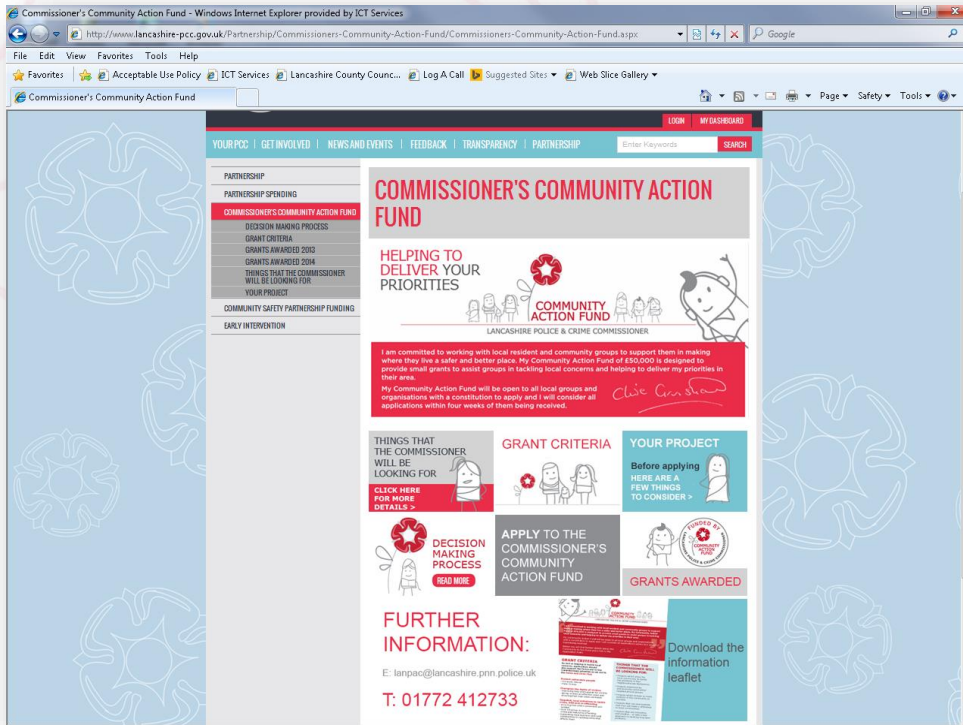 Commissioner's Community Action Fund - Windows Internet Explorer provided by ICT Services
http://www.lancashire-pcc.gov.uk/Partnership/Commissioners-Community-Action-Fund/Commissioners-Community-Action-Fund.aspx
Google
File Edit View Favorites Tools Help
Favorites Acceptable Use Policy ICT Services Lancashire County Counc... Log A Call Suggested Sites Web Slice Gallery
Commissioner's Community Action Fund
Page Safety Tools
LOGIN MY DASHBOARD
YOUR PCC | GET INVOLVED | NEWS AND EVENTS | FEEDBACK | TRANSPARENCY | PARTNERSHIP
Enter Keywords SEARCH
PARTNERSHIP
PARTNERSHIP SPENDING
COMMISSIONER'S COMMUNITY ACTION FUND
DECISION MAKING PROCESS
GRANT CRITERIA
GRANTS AWARDED 2013
GRANTS AWARDED 2014
THINGS THAT THE COMMISSIONER
WILL BE LOOKING FOR
YOUR PROJECT
COMMUNITY SAFETY PARTNERSHIP FUNDING
EARLY INTERVENTION
COMMISSIONER'S COMMUNITY ACTION
FUND
HELPING TO
DELIVER YOUR
PRIORITIES
COMMUNITY
ACTION FUND
LANCASHIRE POLICE & CRIME COMMISSIONER
I am committed to working with local resident and community groups to support them in making
where they live a safer and better place. My Community Action Fund of £50,000 is designed to
provide small grants to assist groups in tackling local concerns and helping to deliver my priorities in
their area.
My Community Action Fund will be open to all local groups and
organisations with a constitution to apply and I will consider all
applications within four weeks of them being received.
THINGS THAT
THE COMMISSIONER
WILL BE
LOOKING FOR
CLICK HERE
FOR MORE
DETAILS >
GRANT CRITERIA
YOUR PROJECT
Before applying
HERE ARE A
FEW THINGS
TO CONSIDER >
DECISION
MAKING
PROCESS
READ MORE
APPLY TO THE
COMMISSIONER'S
COMMUNITY
ACTION FUND
FUNDED BY
COMMUNITY
ACTION
FUND
GRANTS AWARDED
FURTHER
INFORMATION:
E: lanpac@lancashire.pnn.police.uk
T: 01772 412733
COMMUNITY
ACTION FUND
GRANT CRITERIA
Download the
information
leaflet